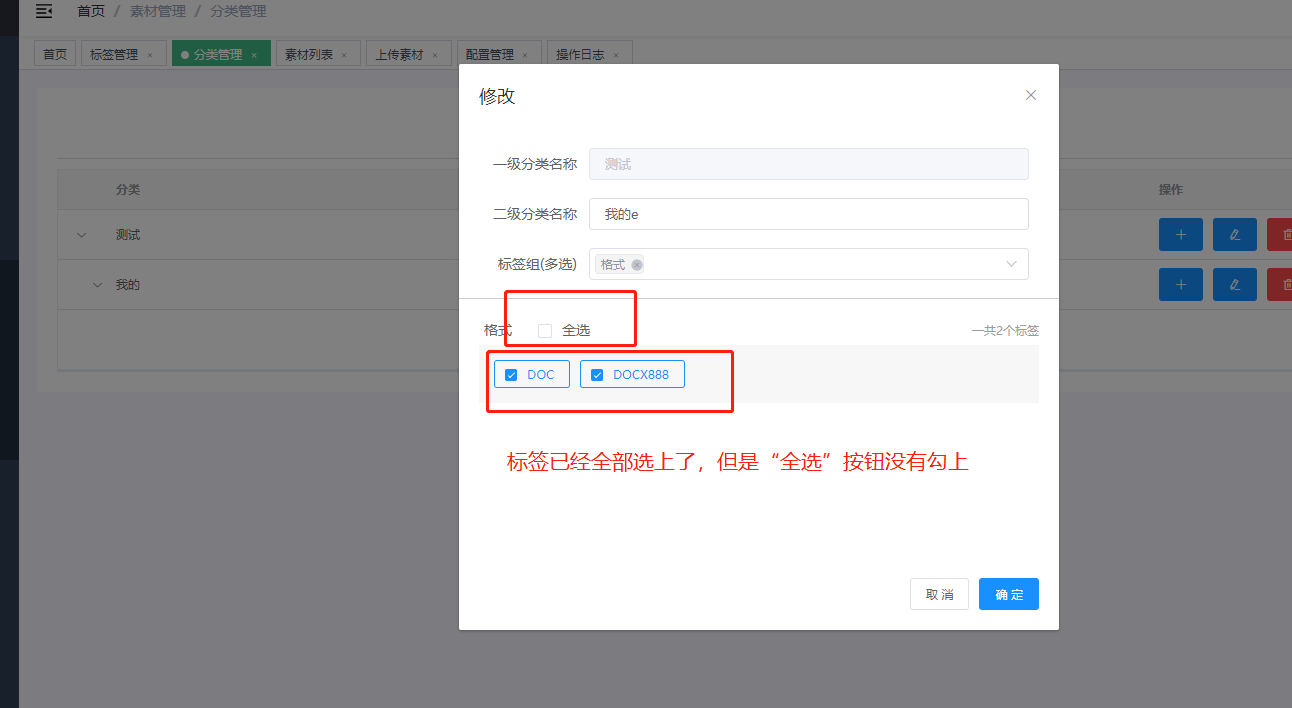 首页 / 素材管理 / 分类管理
首页 标签管理 × 分类管理 × 素材列表 × 上传素材 × 配置管理 × 操作日志 ×
修改 ×
一级分类名称 测试
二级分类名称 我的e
标签组(多选) 格式
分类 操作
测试
我的
格式 全选 一共2个标签
DOC DOCX888
标签已经全部选上了，但是“全选”按钮没有勾上
取消 确定